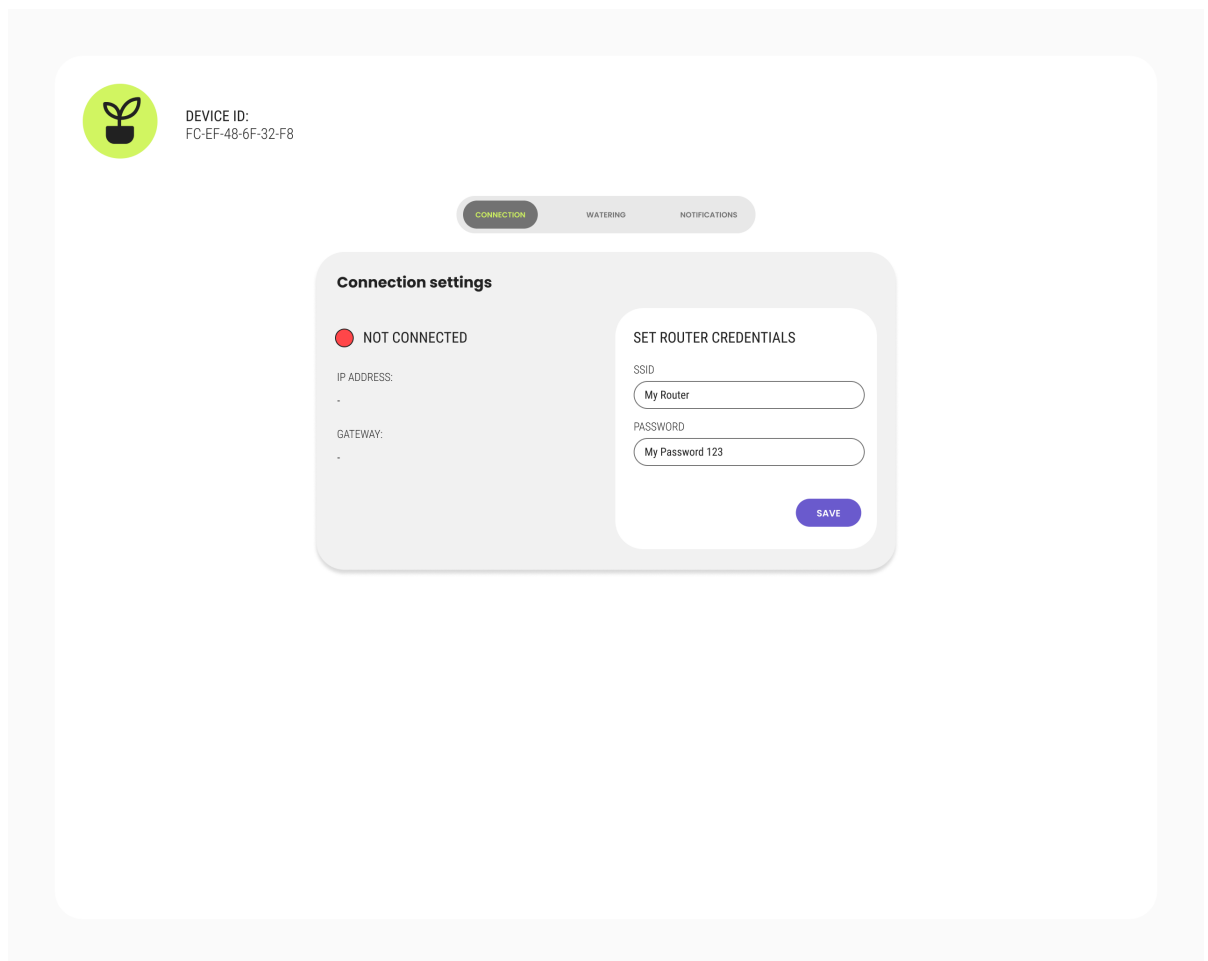 DEVICE ID:
FC-EF-48-6F-32-F8
CONNECTION
WATERING
NOTIFICATIONS
Connection settings
NOT CONNECTED
IP ADDRESS:
-
GATEWAY:
-
SET ROUTER CREDENTIALS
SSID
My Router
PASSWORD
My Password 123
SAVE